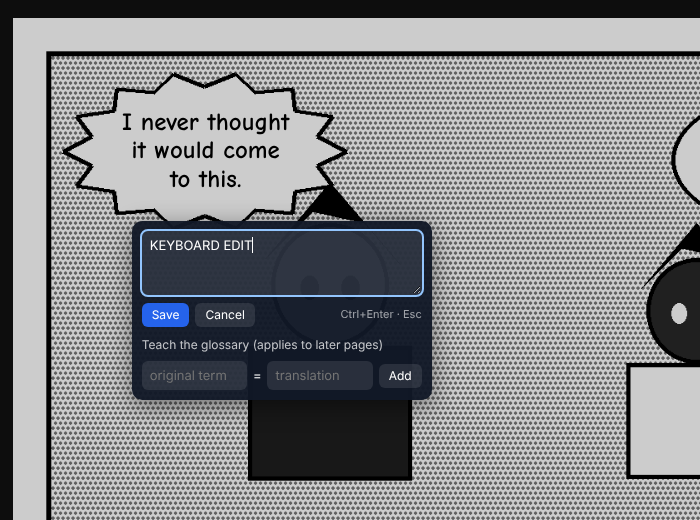 I never thought
it would come
to this.
KEYBOARD EDIT
Save Cancel Ctrl+Enter · Esc
Teach the glossary (applies to later pages)
original term = translation Add